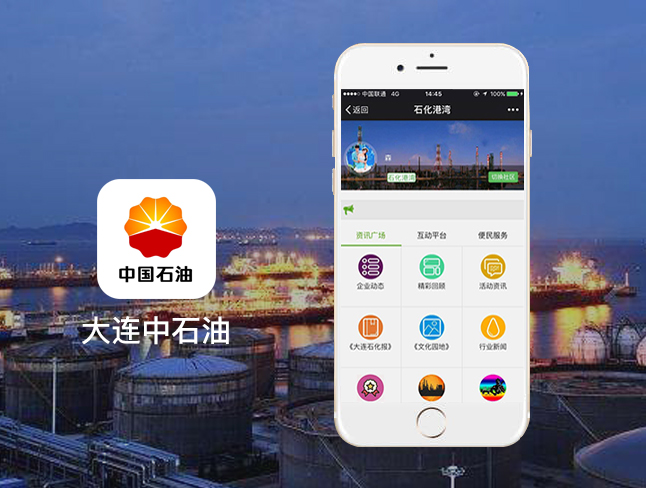 中国石油
大连中石油
中国联通 4G 14:45 100%
返回 石化港湾
森
石化港湾 切换社区
资讯广场 互动平台 便民服务
企业动态 精彩回顾 活动资讯
《大连石化报》 《文化园地》 行业新闻